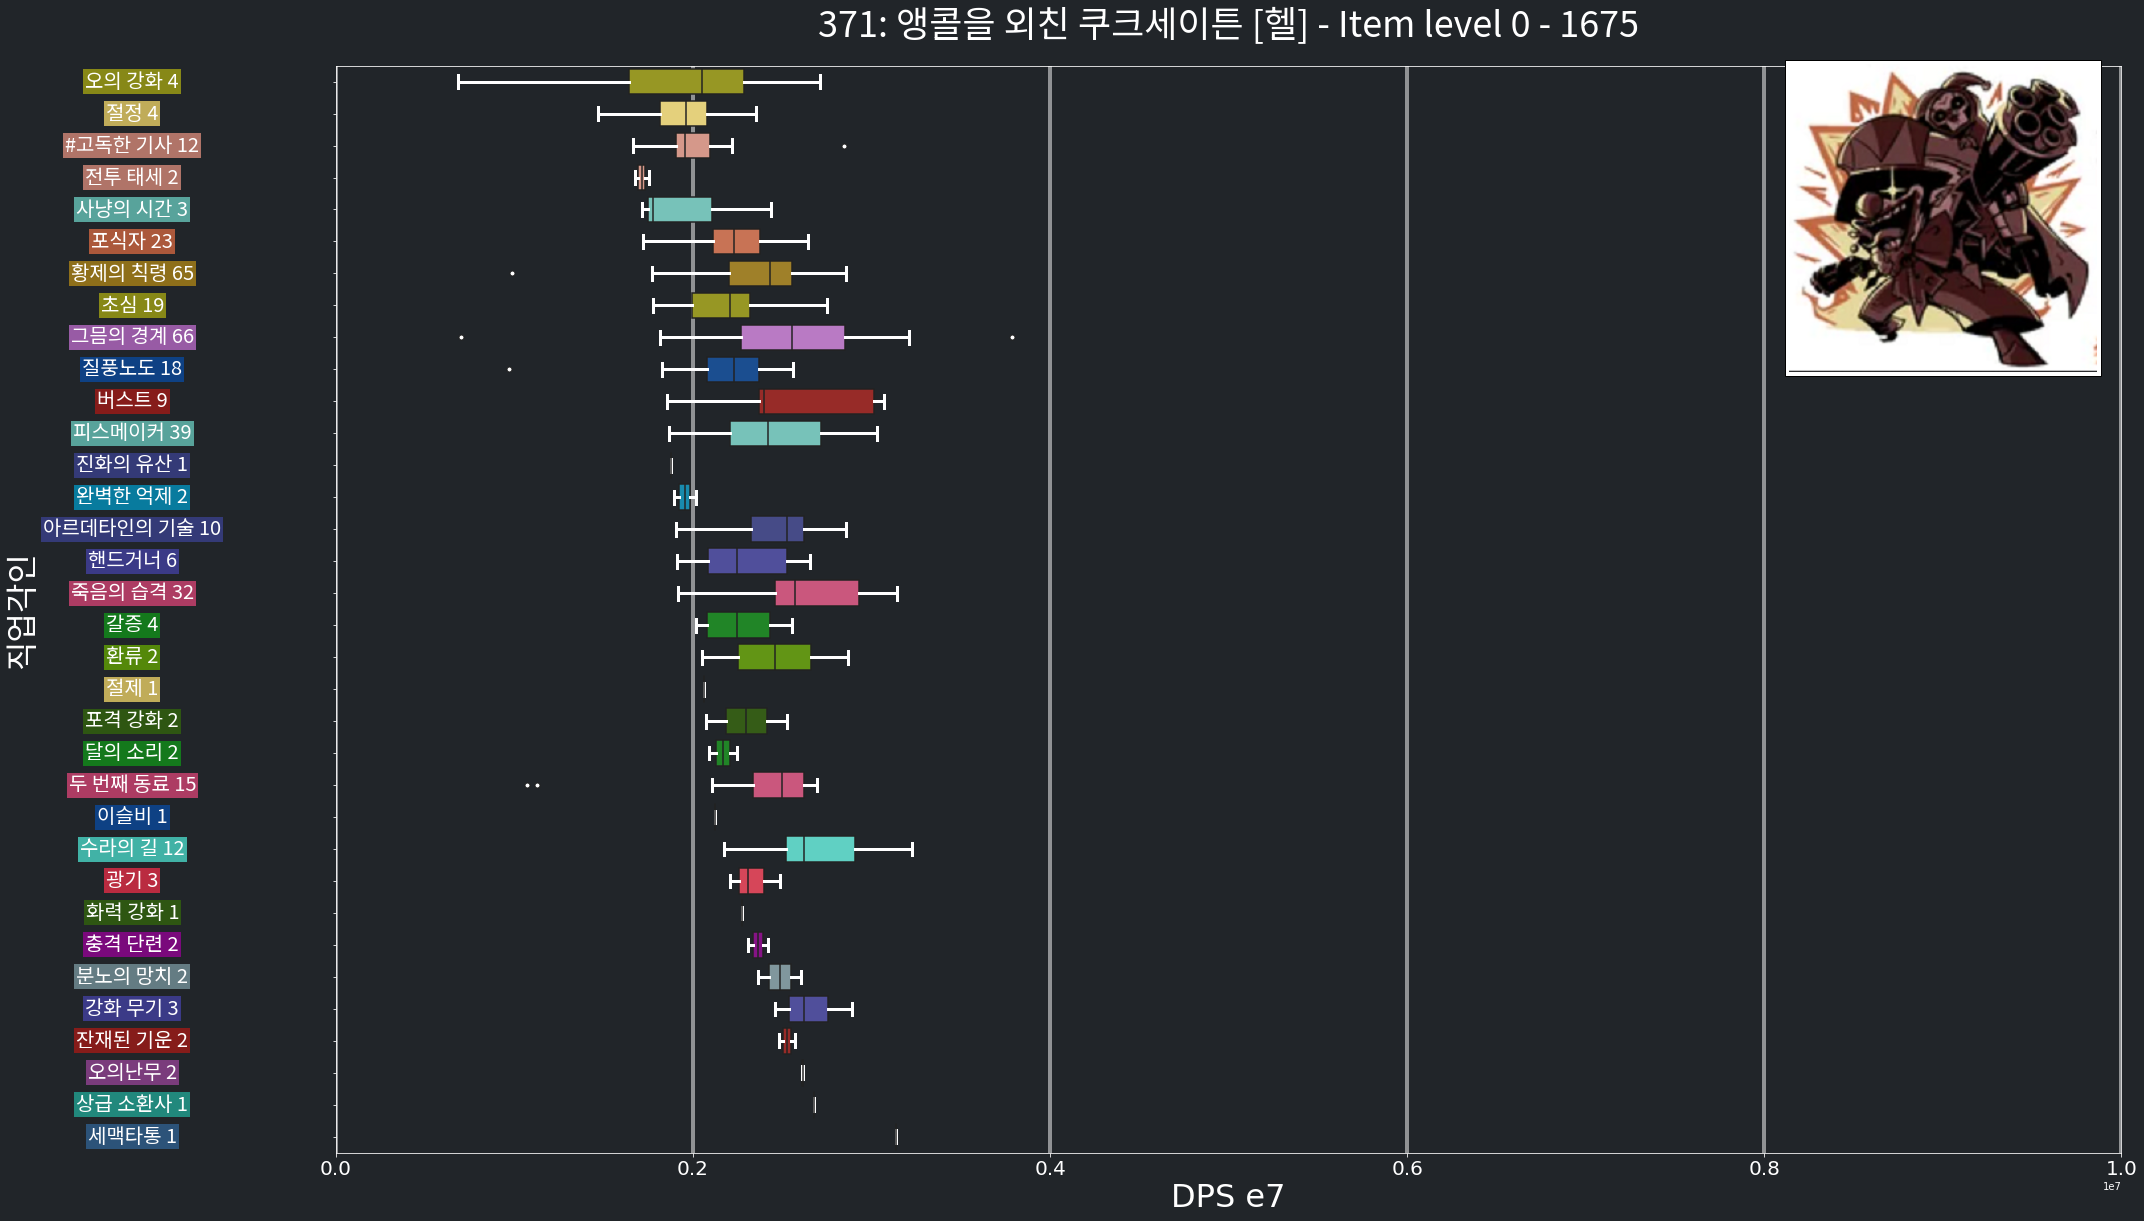 371: 앵콜을 외친 쿠크세이튼 [헬] - Item level 0 - 1675
직업각인
오의 강화 4
절정 4
#고독한 기사 12
전투 태세 2
사냥의 시간 3
포식자 23
황제의 칙령 65
초심 19
그믐의 경계 66
질풍노도 18
버스트 9
피스메이커 39
진화의 유산 1
완벽한 억제 2
아르데타인의 기술 10
핸드거너 6
죽음의 습격 32
갈증 4
환류 2
절제 1
포격 강화 2
달의 소리 2
두 번째 동료 15
이슬비 1
수라의 길 12
광기 3
화력 강화 1
충격 단련 2
분노의 망치 2
강화 무기 3
잔재된 기운 2
오의난무 2
상급 소환사 1
세맥타통 1
0.0 0.2 0.4 0.6 0.8 1.0
1e7
DPS e7